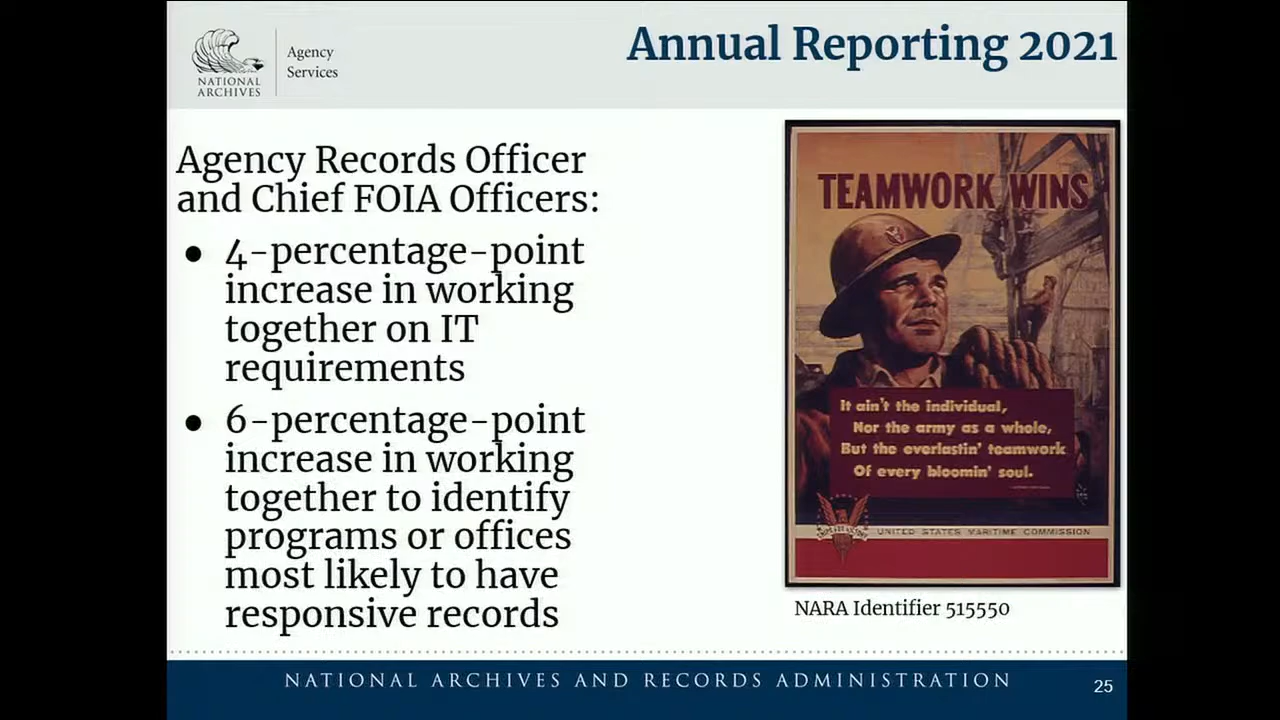 NATIONAL
ARCHIVES
Agency
Services
Annual Reporting 2021
Agency Records Officer
and Chief FOIA Officers:
● 4-percentage-point
increase in working
together on IT
requirements
● 6-percentage-point
increase in working
together to identify
programs or offices
most likely to have
responsive records
TEAMWORK WINS
It ain't the individual,
Nor the army as a whole,
But the everlastin' teamwork
Of every bloomin' soul.
UNITED STATES MARITIME COMMISSION
NARA Identifier 515550
NATIONAL ARCHIVES AND RECORDS ADMINISTRATION
25